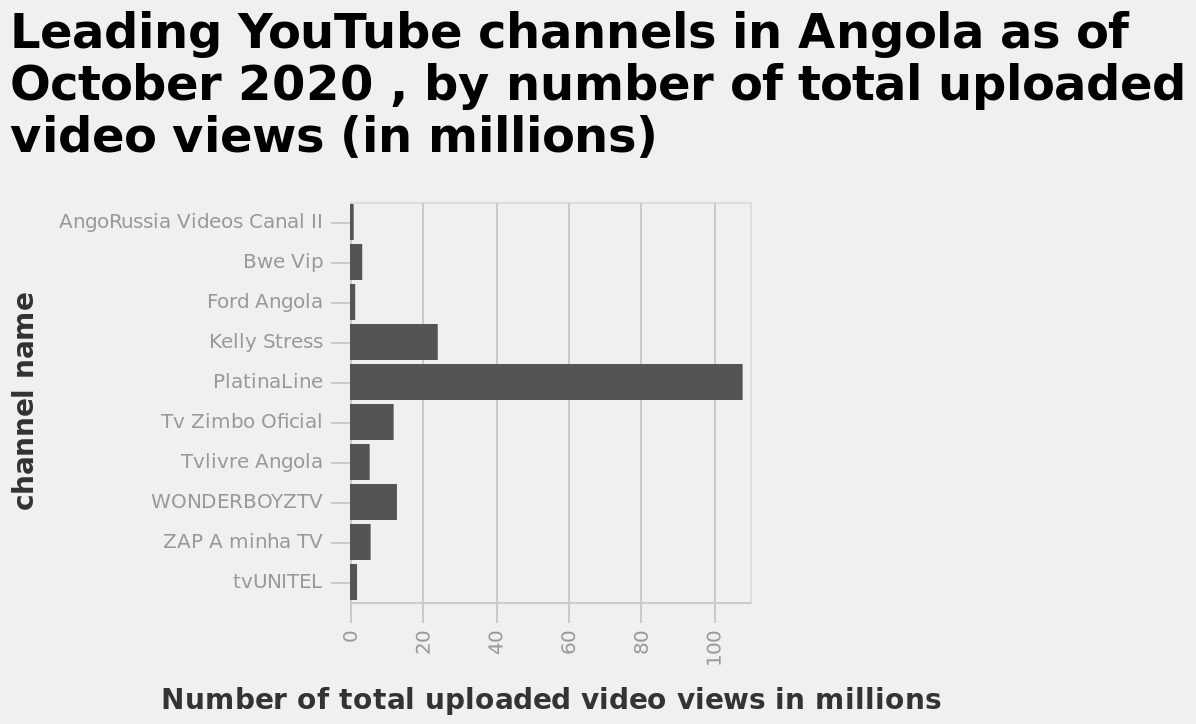 Leading YouTube channels in Angola as of
October 2020 , by number of total uploaded
video views (in millions)
channel name
AngoRussia Videos Canal II
Bwe Vip
Ford Angola
Kelly Stress
PlatinaLine
Tv Zimbo Oficial
Tvlivre Angola
WONDERBOYZTV
ZAP A minha TV
tvUNITEL
0
20
40
60
80
100
Number of total uploaded video views in millions